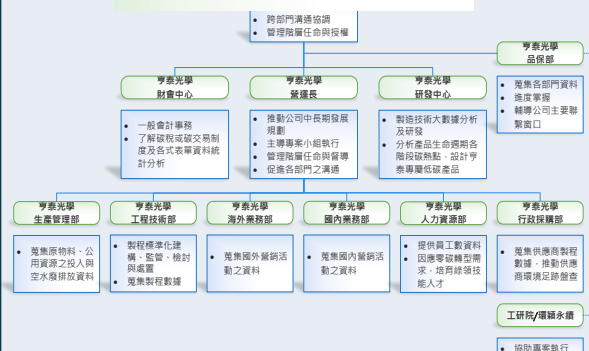 • 跨部門溝通協調
• 管理階層任命與授權
亨泰光學
品保部
• 蒐集各部門資料
• 進度掌握
• 輔導公司主要聯
繫窗口
亨泰光學
財會中心
• 一般會計事務
• 了解碳稅或碳交易制
度及各式表單資料統
計分析
亨泰光學
營運長
• 推動公司中長期發展
規劃
• 主導專案小組執行
• 管理階層任命與督導
• 促進各部門之溝通
亨泰光學
研發中心
• 製造技術大數據分析
及研發
• 分析產品生命週期各
階段碳熱點，設計亨
泰專屬低碳產品
亨泰光學
生產管理部
• 蒐集原物料、公
用資源之投入與
空水廢排放資料
亨泰光學
工程技術部
• 製程標準化建
構、監管、檢討
與處置
• 蒐集製程數據
亨泰光學
海外業務部
• 蒐集國外營銷活
動之資料
亨泰光學
國內業務部
• 蒐集國內營銷活
動之資料
亨泰光學
人力資源部
• 提供員工數資料
• 因應零碳轉型需
求，培育綠領技
能人才
亨泰光學
行政採購部
• 蒐集供應商製程
數據，推動供應
商環境足跡盤查
工研院/環穎永續
• 協助專案執行